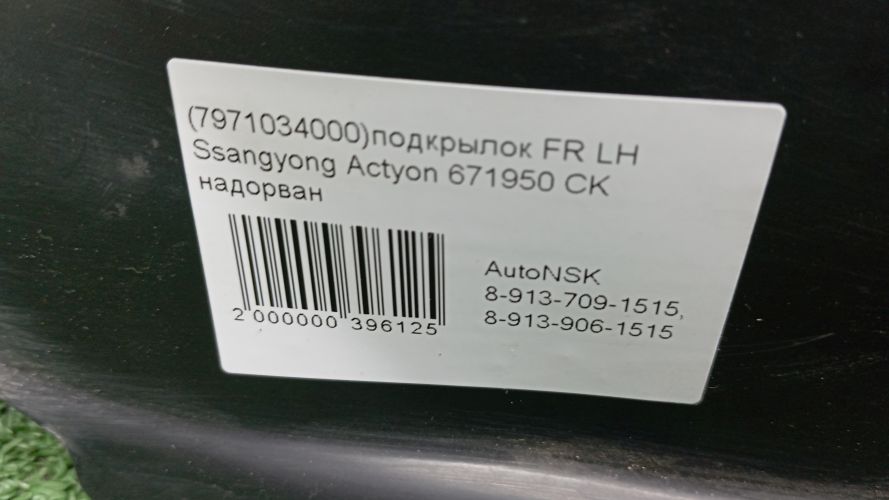 (7971034000)подкрылок FR LH
Ssangyong Actyon 671950 CK
надорван
2 000000 396125
AutoNSK
8-913-709-1515,
8-913-906-1515